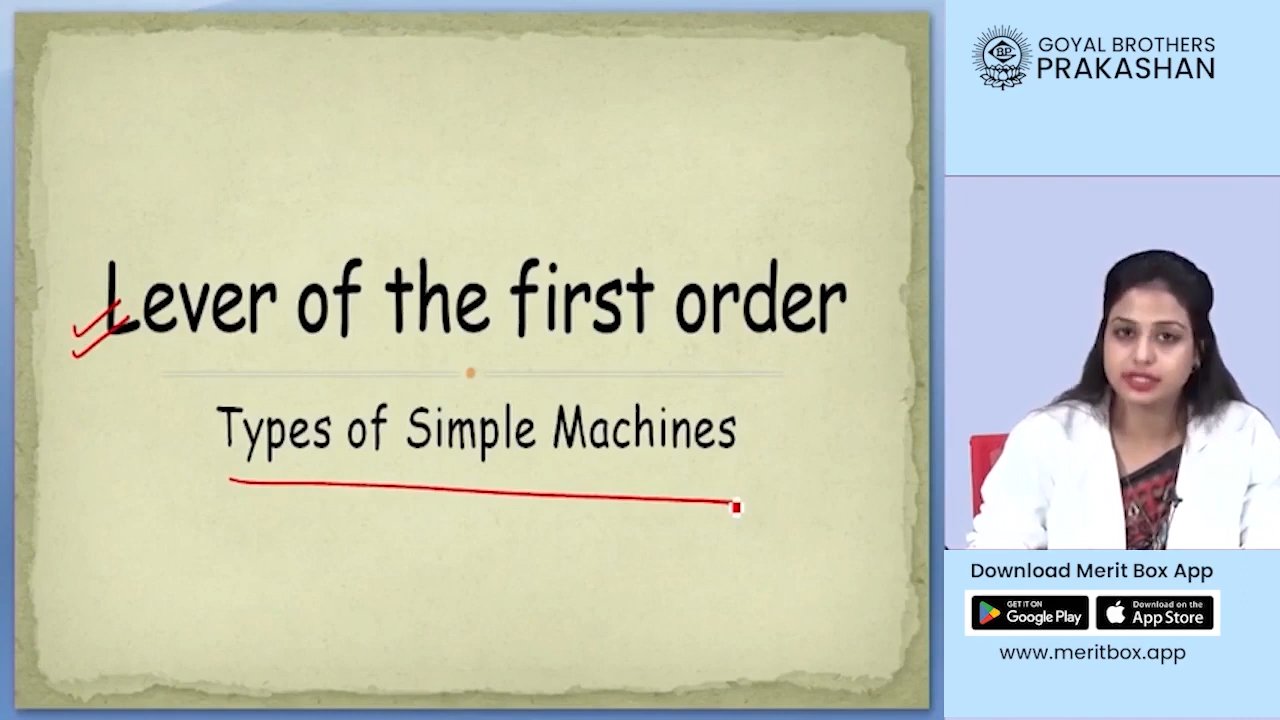 Lever of the first order
Types of Simple Machines
BP
GOYAL BROTHERS
PRAKASHAN
Download Merit Box App
GET IT ON
Google Play
Download on the
App Store
www.meritbox.app